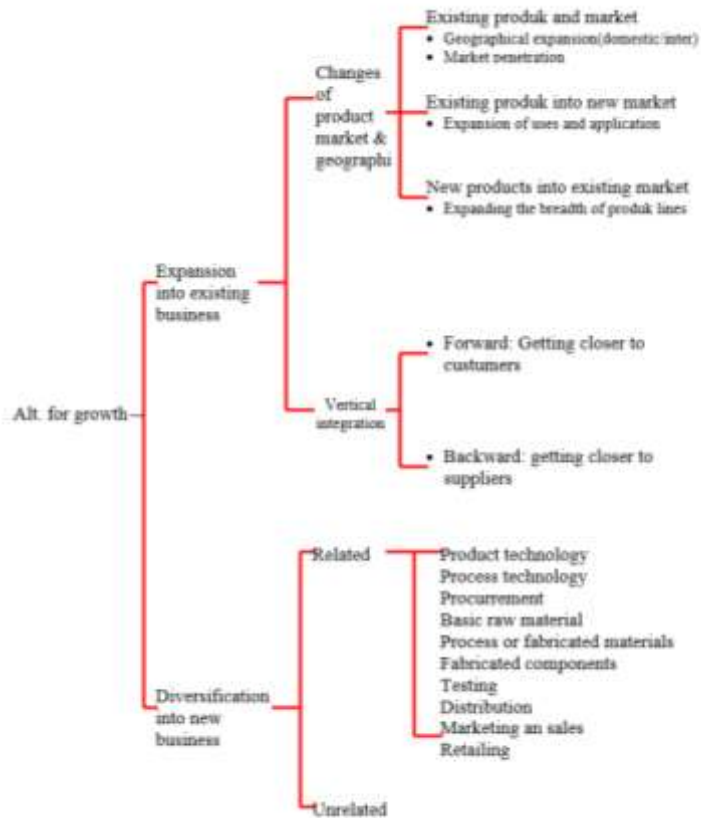 Existing produk and market
• Geographical expansion(domestic/inter)
• Market penetration
Changes
of
product
market &
geographi
Existing produk into new market
• Expansion of uses and application
New products into existing market
• Expanding the breadth of produk lines
Expansion
into existing
business
• Forward: Getting closer to
custumers
Vertical
integration
Alt. for growth
• Backward: getting closer to
suppliers
Related
Product technology
Process technology
Procurrement
Basic raw material
Process or fabricated materials
Fabricated components
Testing
Distribution
Marketing an sales
Retailing
Diversification
into new
business
Unrelated